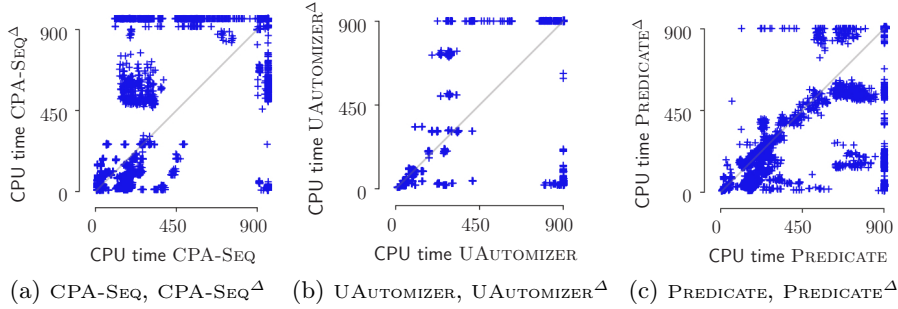 CPU time CPA-SEQ^Δ
900
450
0
0
450
900
CPU time CPA-SEQ
(a) CPA-SEQ, CPA-SEQ^Δ
CPU time UAUTOMIZER^Δ
900
450
0
0
450
900
CPU time UAUTOMIZER
(b) UAUTOMIZER, UAUTOMIZER^Δ
CPU time PREDICATE^Δ
900
450
0
0
450
900
CPU time PREDICATE
(c) PREDICATE, PREDICATE^Δ